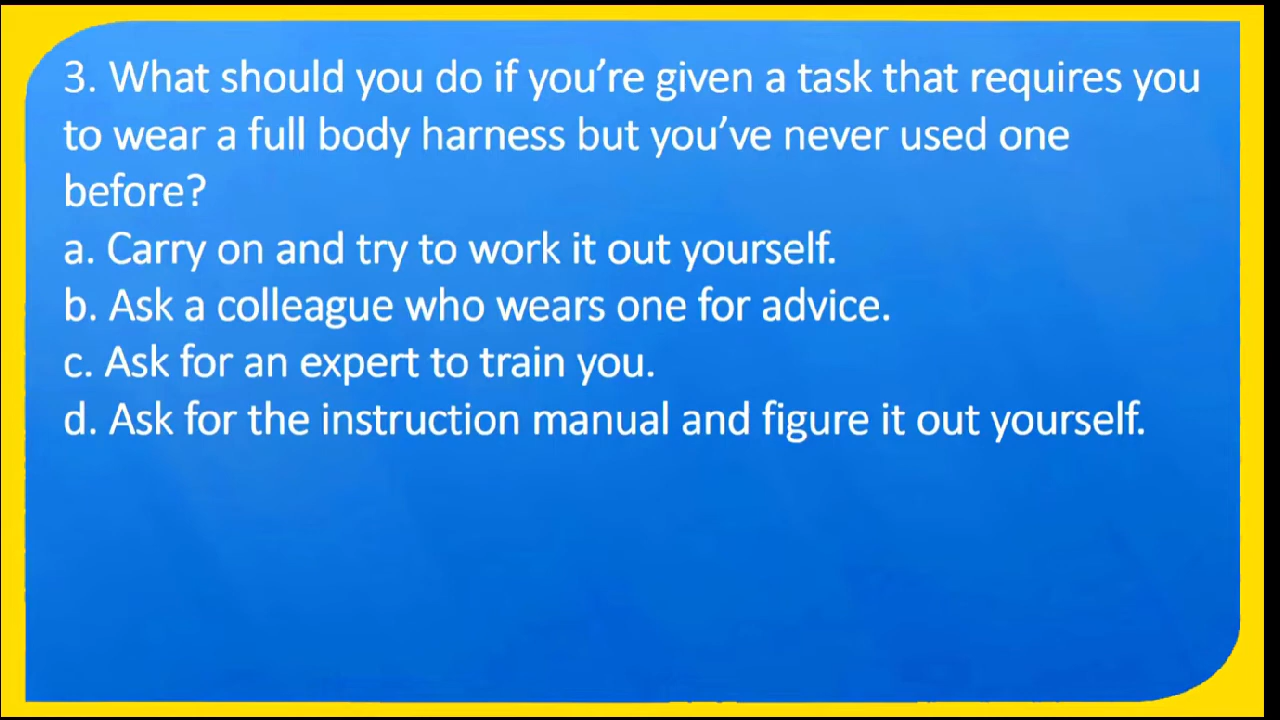 3. What should you do if you’re given a task that requires you
to wear a full body harness but you’ve never used one
before?
a. Carry on and try to work it out yourself.
b. Ask a colleague who wears one for advice.
c. Ask for an expert to train you.
d. Ask for the instruction manual and figure it out yourself.